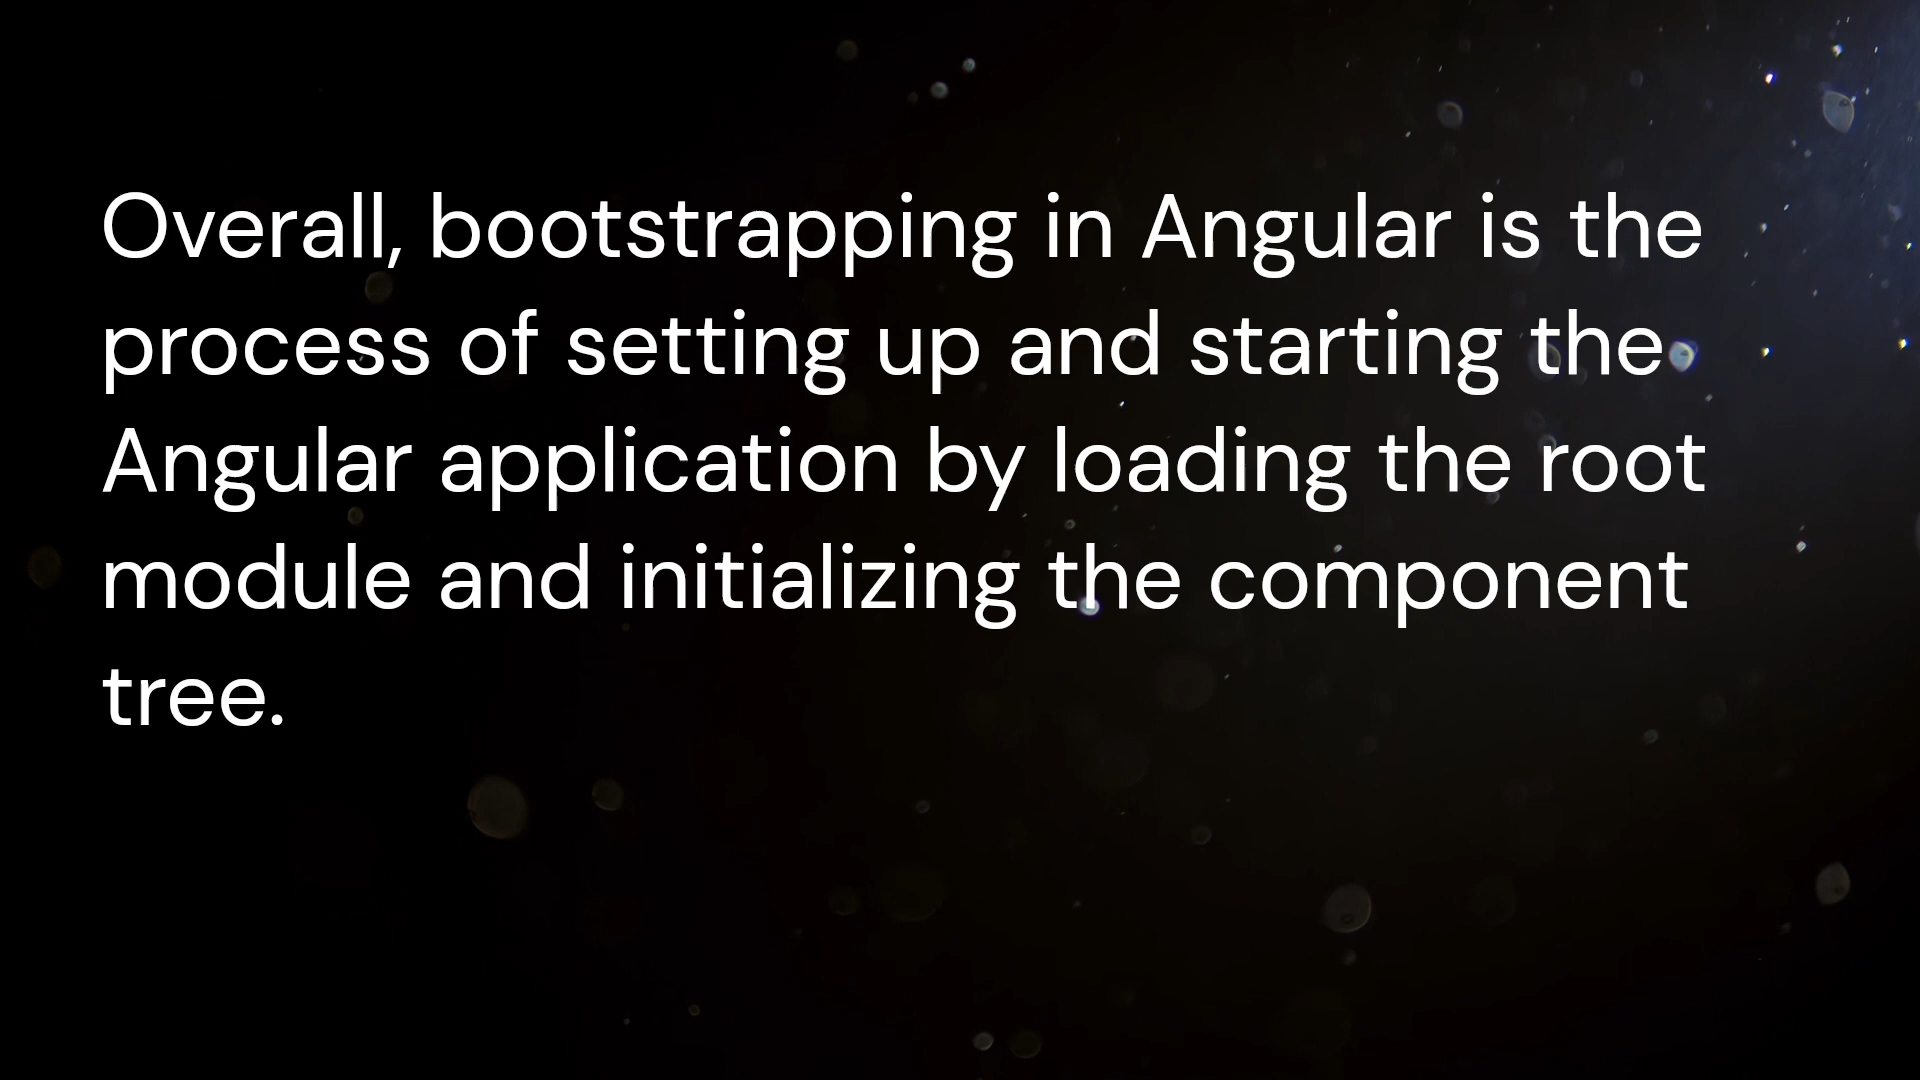 Overall, bootstrapping in Angular is the
process of setting up and starting the
Angular application by loading the root
module and initializing the component
tree.